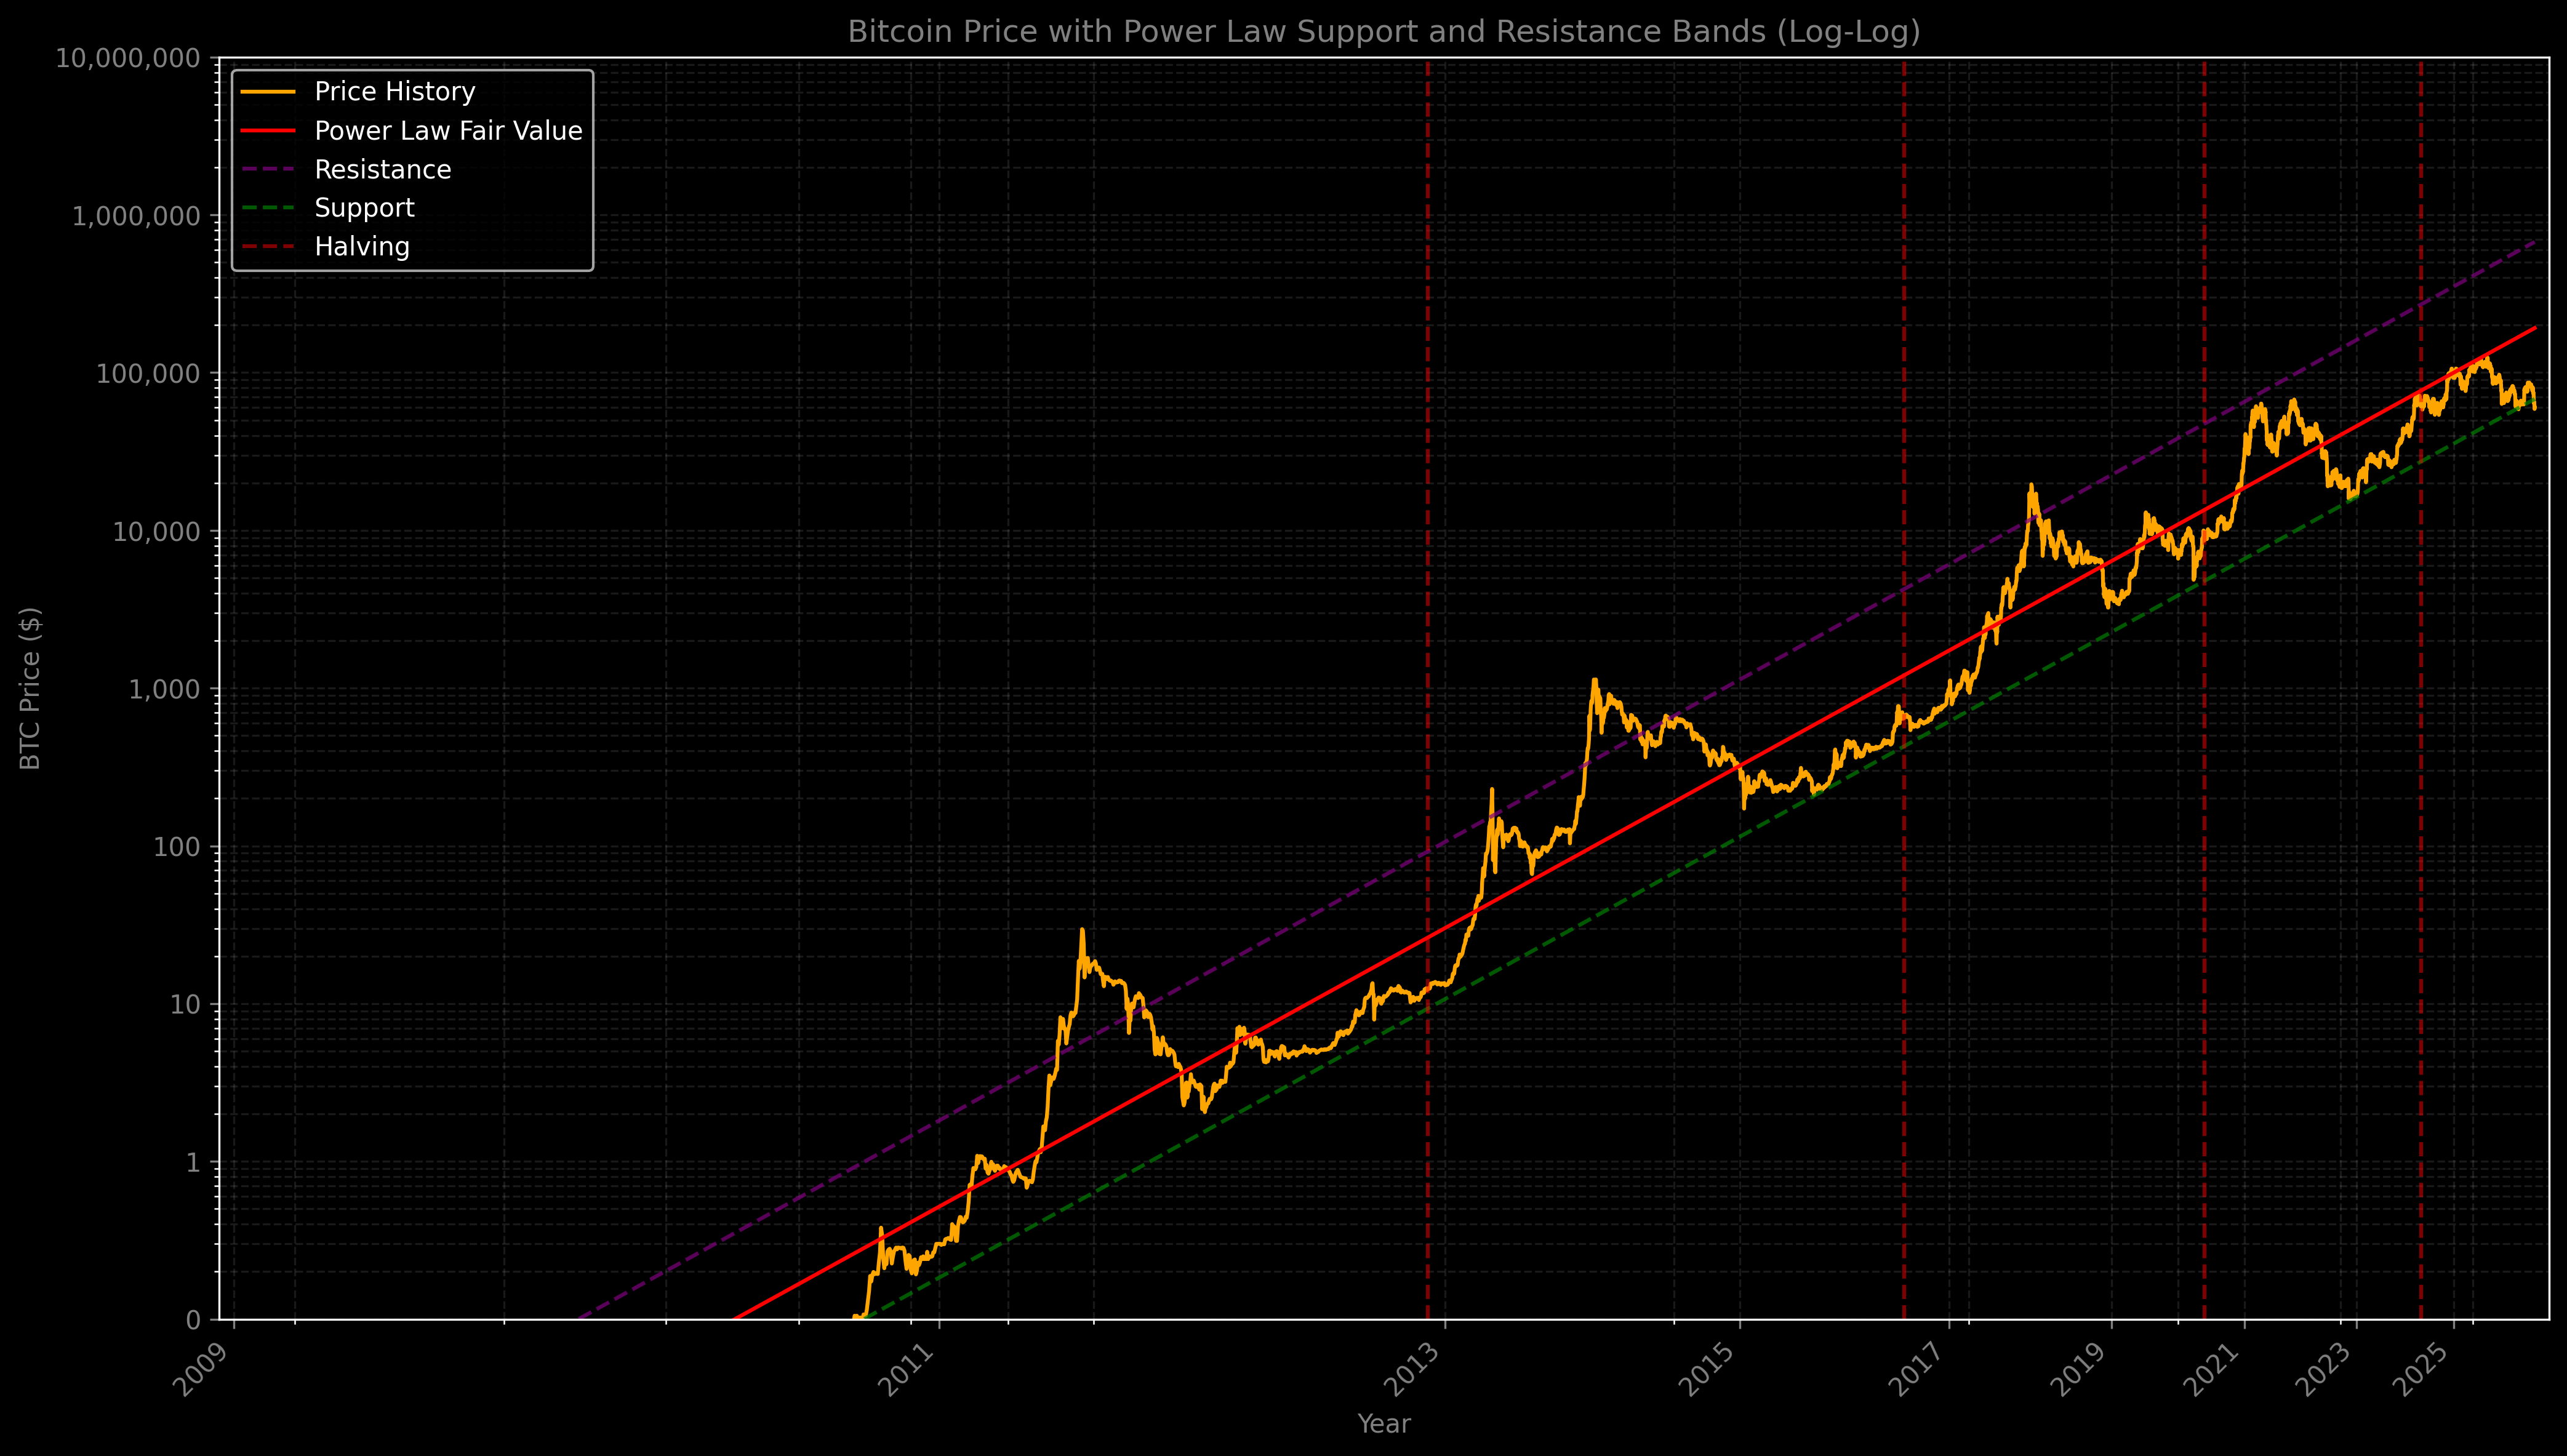 Bitcoin Price with Power Law Support and Resistance Bands (Log-Log)
Price History
Power Law Fair Value
Resistance
Support
Halving
BTC Price ($)
10,000,000
1,000,000
100,000
10,000
1,000
100
10
1
0
2009
2011
2013
2015
2017
2019
2021
2023
2025
Year